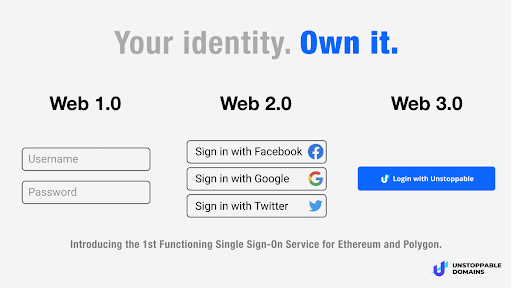 Your identity. Own it.
Web 1.0
Web 2.0
Web 3.0
Username
Password
Sign in with Facebook
Sign in with Google
Sign in with Twitter
Login with Unstoppable
Introducing the 1st Functioning Single Sign-On Service for Ethereum and Polygon.
UNSTOPPABLE
DOMAINS